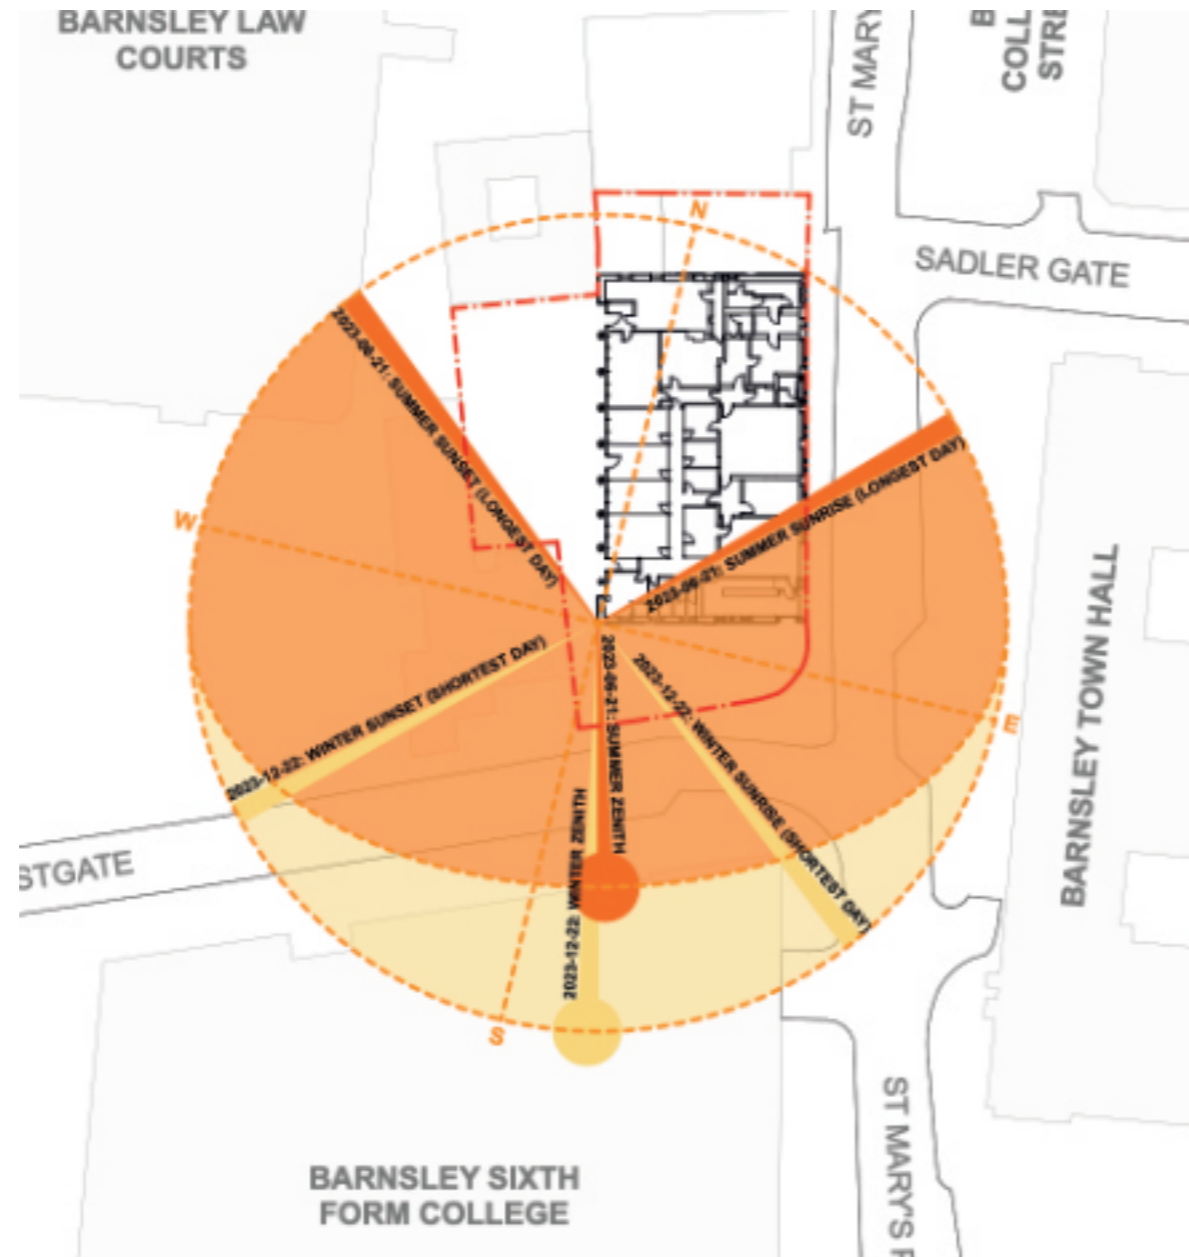 BARNSLEY LAW
COURTS
ST MARY
B
COLL
STRE
N
SADLER GATE
2023-06-21: SUMMER SUNSET (LONGEST DAY)
2023-06-21: SUMMER SUNRISE (LONGEST DAY)
W
E
2023-12-22: WINTER SUNSET (SHORTEST DAY)
2023-06-21: SUMMER ZENITH
2023-12-22: WINTER SUNRISE (SHORTEST DAY)
2023-12-22: WINTER ZENITH
BARNSLEY TOWN HALL
STGATE
S
BARNSLEY SIXTH
FORM COLLEGE
ST MARY'S P